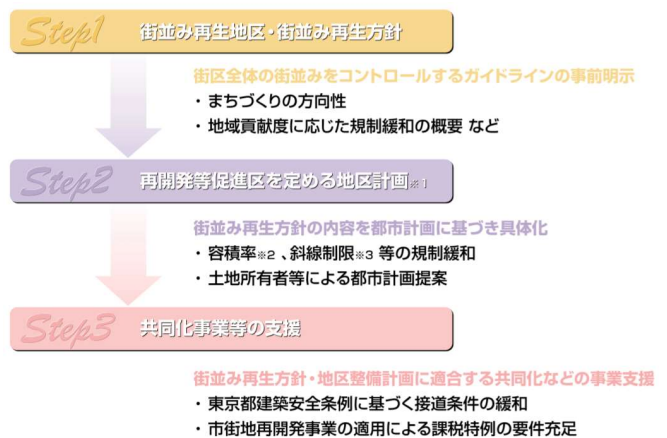 Step1 街並み再生地区・街並み再生方針
街区全体の街並みをコントロールするガイドラインの事前明示
・ まちづくりの方向性
・ 地域貢献度に応じた規制緩和の概要 など
Step2 再開発等促進区を定める地区計画※1
街並み再生方針の内容を都市計画に基づき具体化
・ 容積率※2 、斜線制限※3 等の規制緩和
・ 土地所有者等による都市計画提案
Step3 共同化事業等の支援
街並み再生方針・地区整備計画に適合する共同化などの事業支援
・ 東京都建築安全条例に基づく接道条件の緩和
・ 市街地再開発事業の適用による課税特例の要件充足